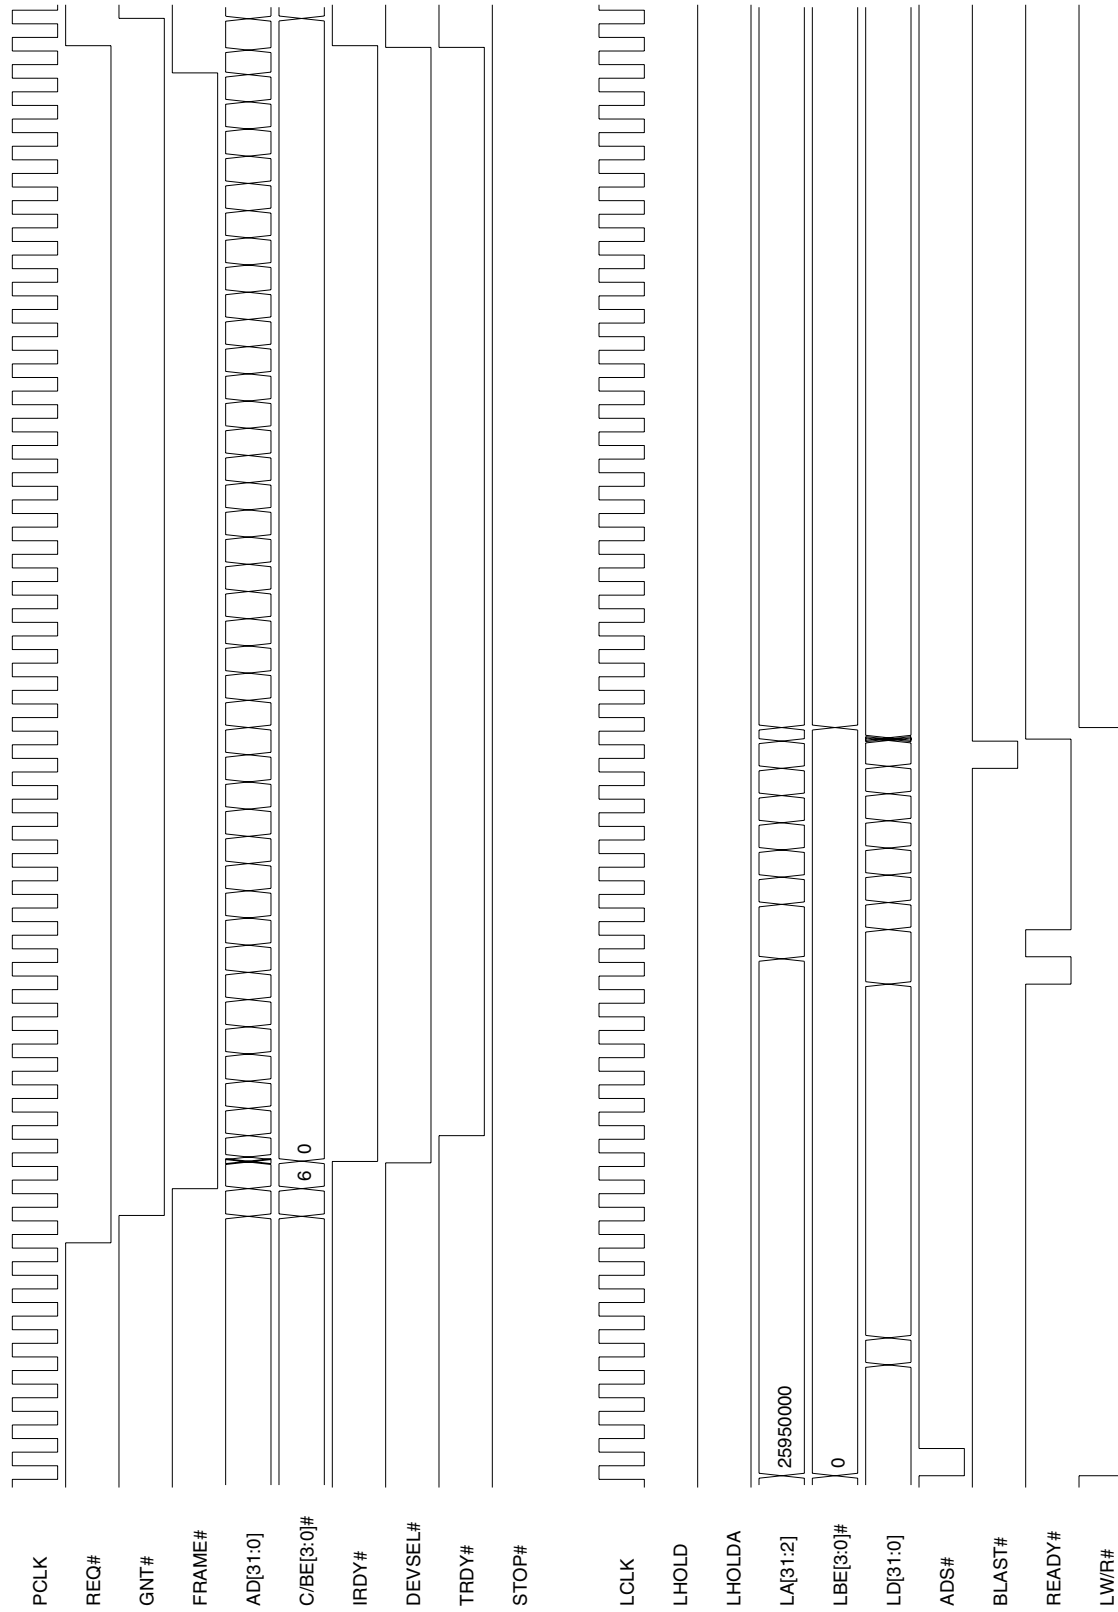 PCLK
REQ#
GNT#
FRAME#
AD[31:0]
C/BE[3:0]#
6
0
IRDY#
DEVSEL#
TRDY#
STOP#
LCLK
LHOLD
LHOLDA
LA[31:2]
25950000
LBE[3:0]#
0
LD[31:0]
ADS#
BLAST#
READY#
LW/R#